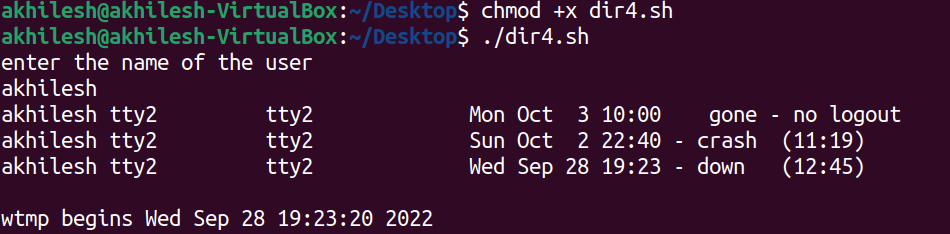 akhilesh@akhilesh-VirtualBox:~/Desktop$ chmod +x dir4.sh
akhilesh@akhilesh-VirtualBox:~/Desktop$ ./dir4.sh
enter the name of the user
akhilesh
akhilesh tty2         tty2             Mon Oct  3 10:00    gone - no logout
akhilesh tty2         tty2             Sun Oct  2 22:40 - crash  (11:19)
akhilesh tty2         tty2             Wed Sep 28 19:23 - down   (12:45)

wtmp begins Wed Sep 28 19:23:20 2022